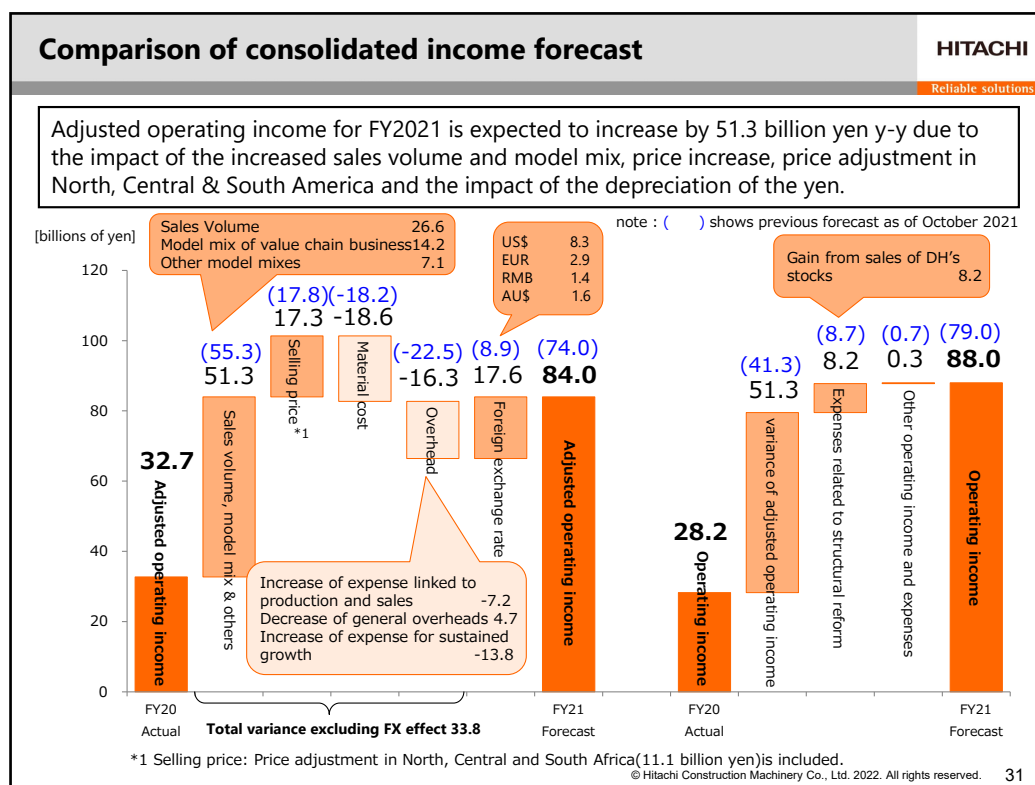 Comparison of consolidated income forecast
HITACHI
Reliable solutions
Adjusted operating income for FY2021 is expected to increase by 51.3 billion yen y-y due to
the impact of the increased sales volume and model mix, price increase, price adjustment in
North, Central & South America and the impact of the depreciation of the yen.
note : ( ) shows previous forecast as of October 2021
[billions of yen]
Sales Volume 26.6
Model mix of value chain business14.2
Other model mixes 7.1
US$ 8.3
EUR 2.9
RMB 1.4
AU$ 1.6
Gain from sales of DH's
stocks 8.2
120
100
80
60
40
20
0
32.7
Adjusted operating income
(55.3)
51.3
Sales volume, model mix & others
(17.8)
17.3
Selling price
*1
(-18.2)
-18.6
Material cost
(-22.5)
-16.3
Overhead
(8.9)
17.6
Foreign exchange rate
(74.0)
84.0
Adjusted operating income
Increase of expense linked to
production and sales -7.2
Decrease of general overheads 4.7
Increase of expense for sustained
growth -13.8
28.2
Operating income
(41.3)
51.3
variance of adjusted operating income
(8.7)
8.2
Expenses related to structural reform
(0.7)
0.3
Other operating income and expenses
(79.0)
88.0
Operating income
FY20
Actual
Total variance excluding FX effect 33.8
FY21
Forecast
FY20
Actual
FY21
Forecast
*1 Selling price: Price adjustment in North, Central and South Africa(11.1 billion yen)is included.
© Hitachi Construction Machinery Co., Ltd. 2022. All rights reserved. 31